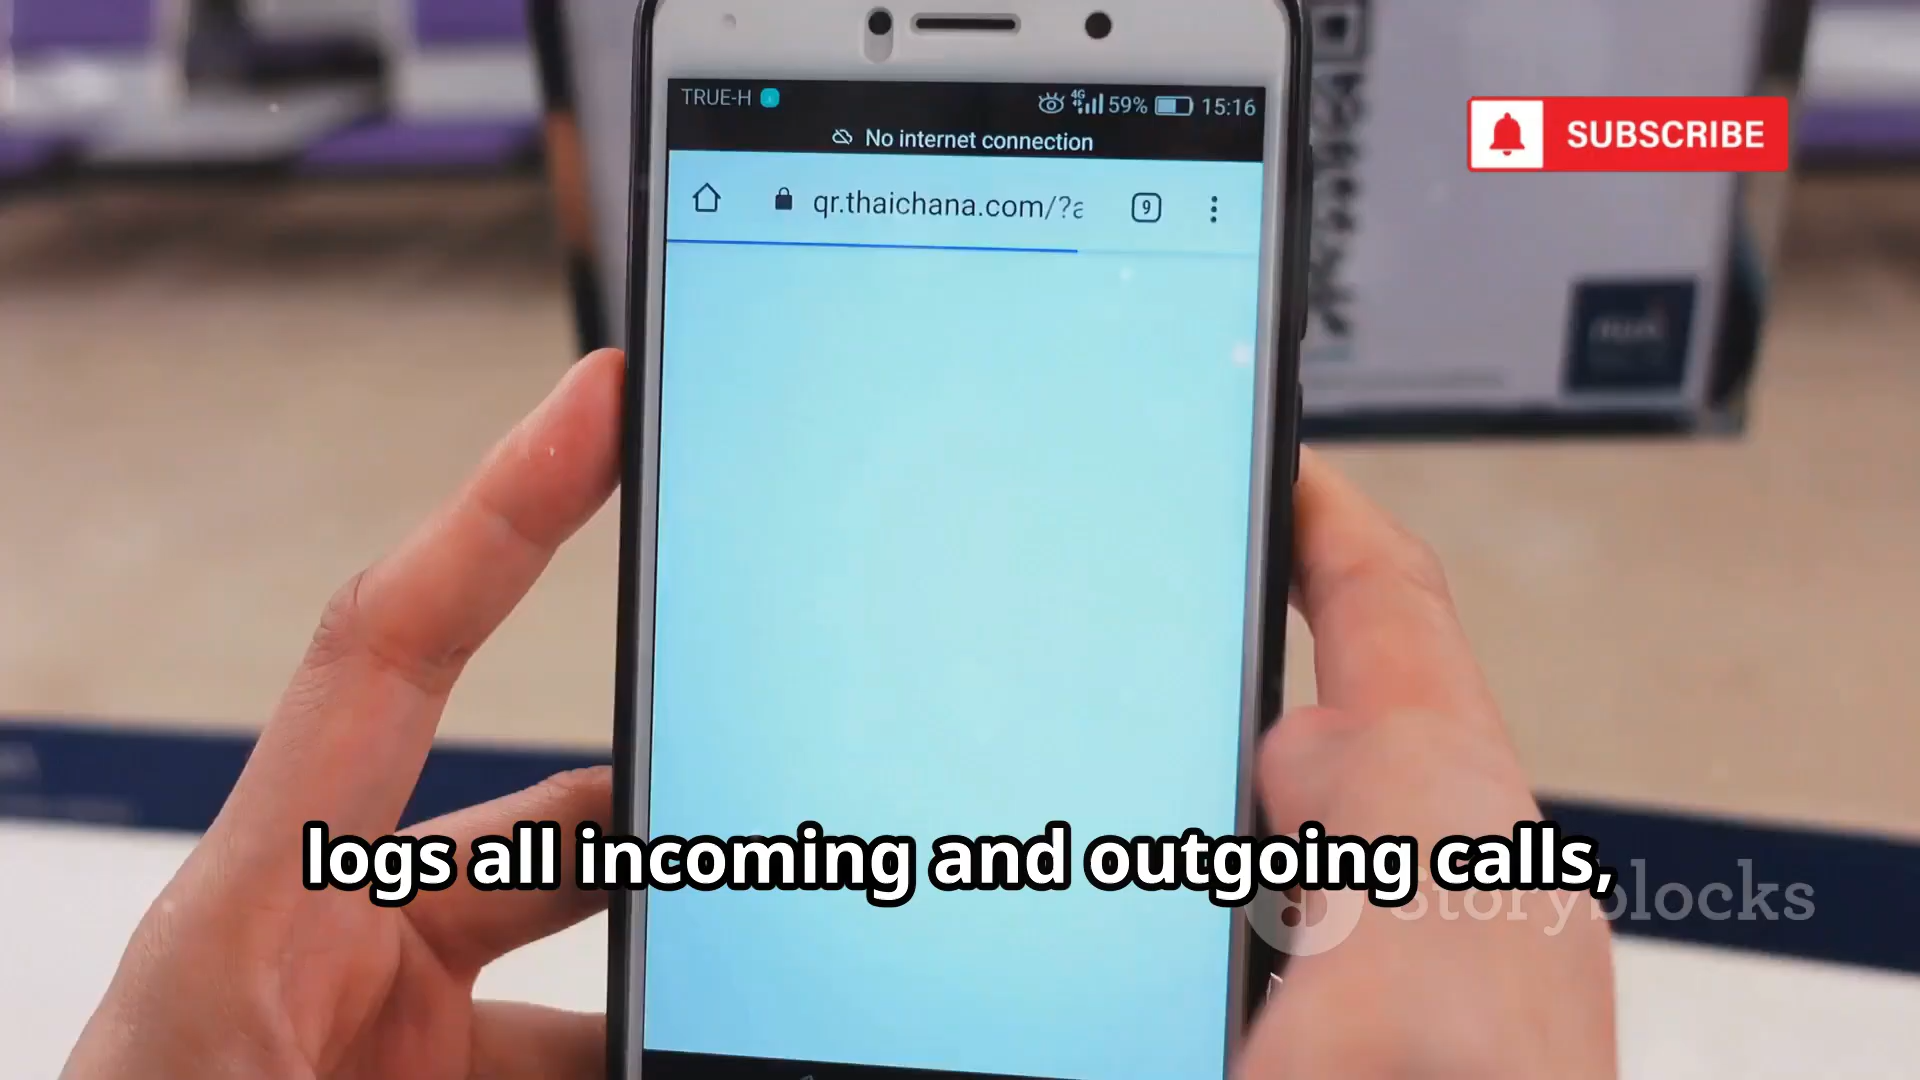 TRUE-H 4G 59% 15:16
No internet connection
SUBSCRIBE
qr.thaichana.com/?a
9
logs all incoming and outgoing calls,
Storyblocks